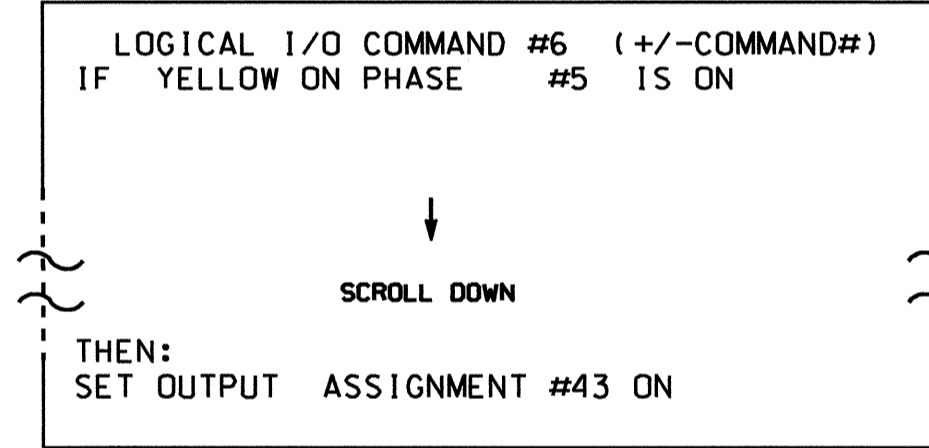 LOGICAL I/O COMMAND #6 (+/-COMMAND#)
IF YELLOW ON PHASE #5 IS ON
SCROLL DOWN
THEN:
SET OUTPUT ASSIGNMENT #43 ON